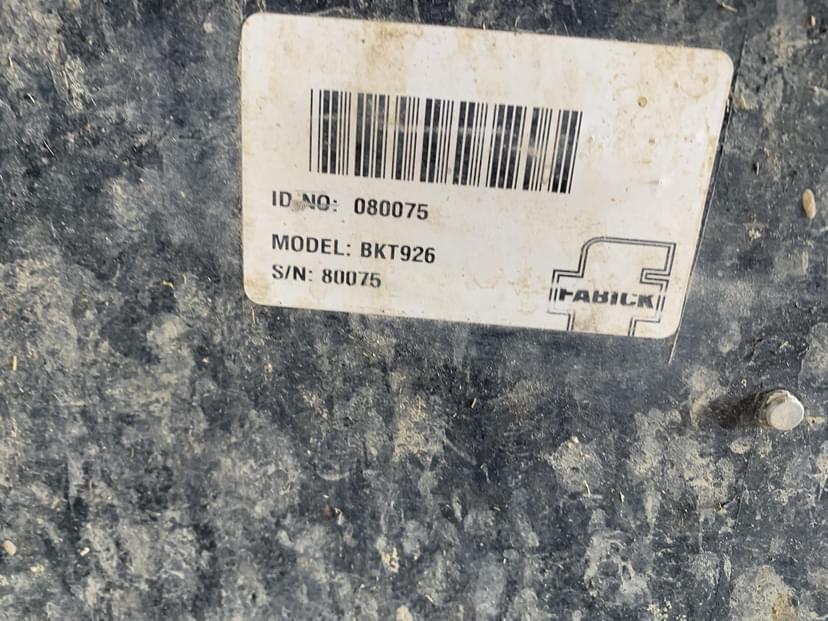 ID NO: 080075
MODEL: BKT926
S/N: 80075
FABICK